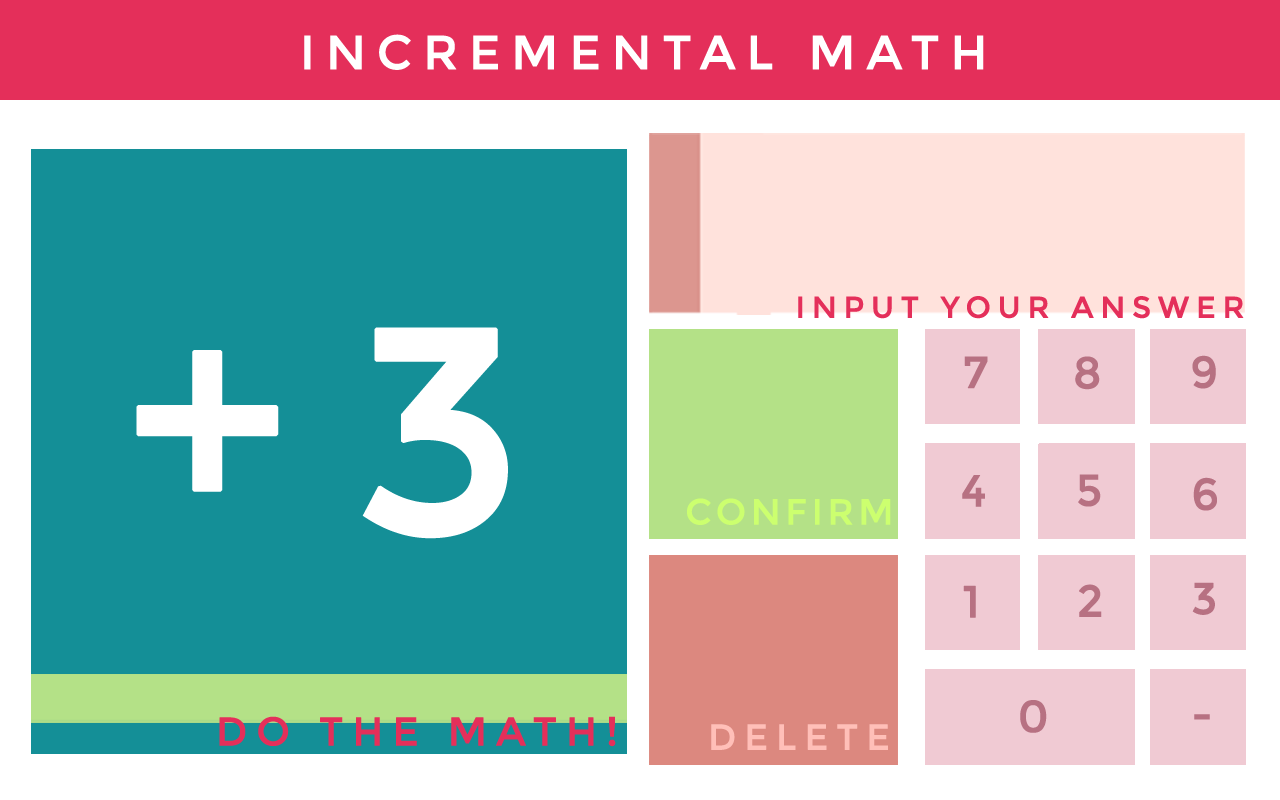 INCREMENTAL MATH
+ 3
DO THE MATH!
INPUT YOUR ANSWER
CONFIRM
DELETE
7 8 9
4 5 6
1 2 3
0 -